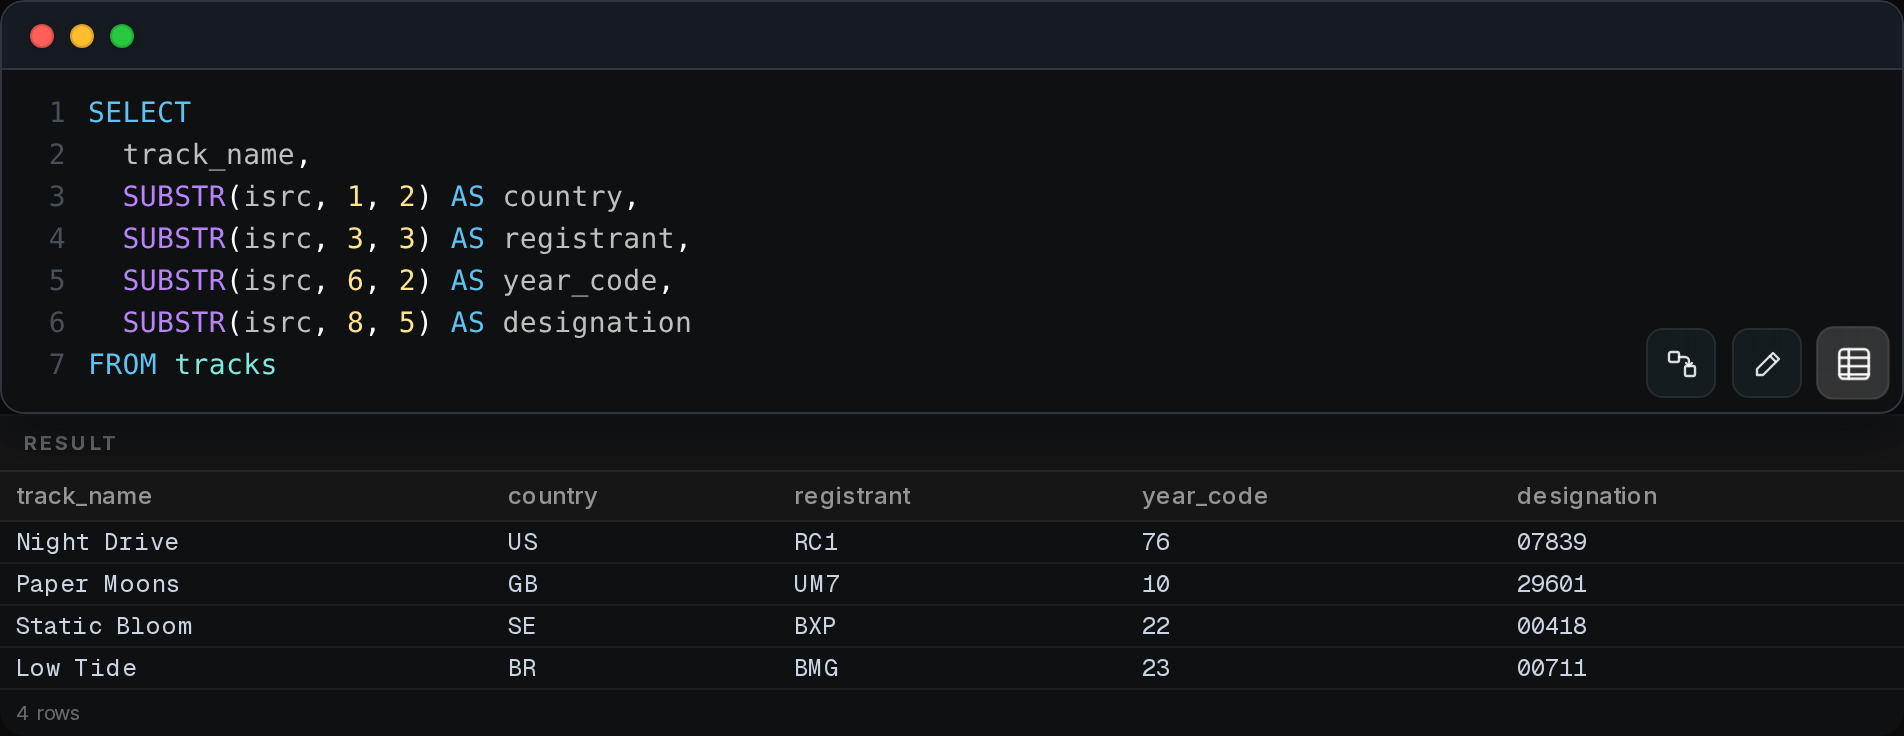 1 SELECT
2 track_name,
3 SUBSTR(isrc, 1, 2) AS country,
4 SUBSTR(isrc, 3, 3) AS registrant,
5 SUBSTR(isrc, 6, 2) AS year_code,
6 SUBSTR(isrc, 8, 5) AS designation
7 FROM tracks
RESULT
track_name country registrant year_code designation
Night Drive US RC1 76 07839
Paper Moons GB UM7 10 29601
Static Bloom SE BXP 22 00418
Low Tide BR BMG 23 00711
4 rows